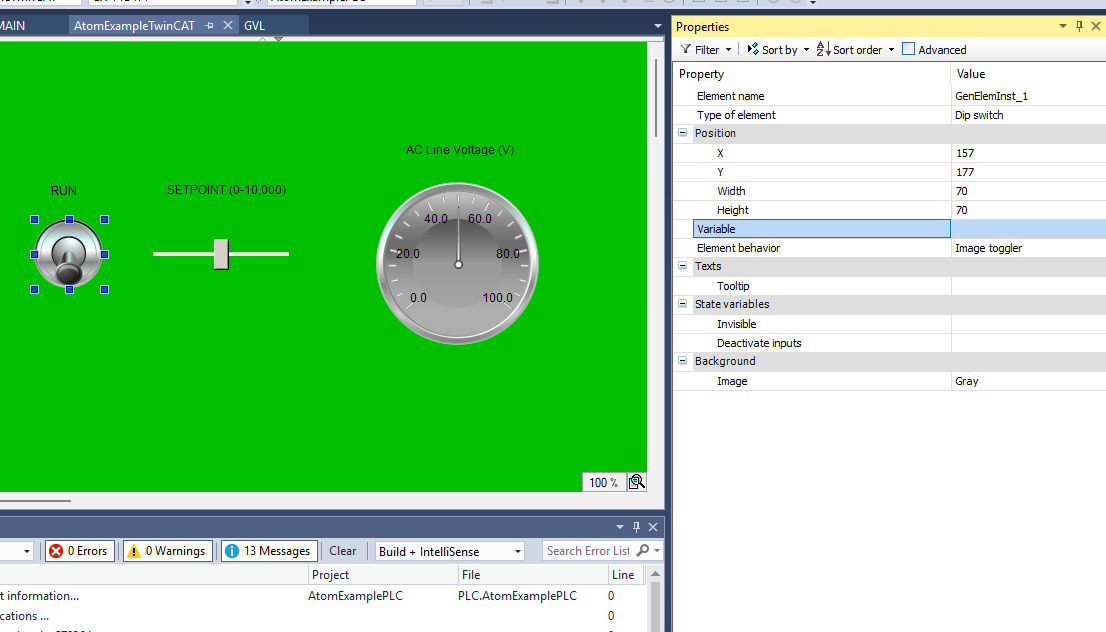 MAIN
AtomExampleTwinCAT
GVL
AC Line Voltage (V)
RUN
SETPOINT (0-10,000)
40.0
60.0
20.0
80.0
0.0
100.0
100 %
Properties
Filter
Sort by
Sort order
Advanced
Property Value
Element name GenElemInst_1
Type of element Dip switch
Position
X 157
Y 177
Width 70
Height 70
Variable
Element behavior Image toggler
Texts
Tooltip
State variables
Invisible
Deactivate inputs
Background
Image Gray
0 Errors
0 Warnings
13 Messages
Clear
Build + IntelliSense
Search Error List
Project File Line
t information... AtomExamplePLC PLC.AtomExamplePLC 0
cations ... 0